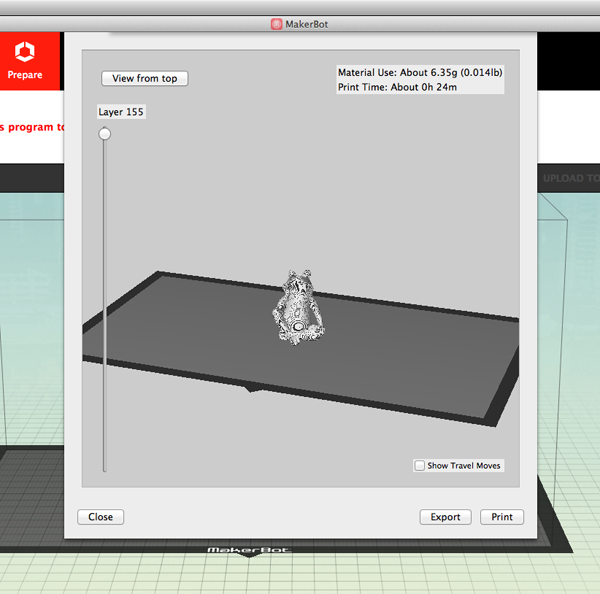 MakerBot
Prepare
View from top
Material Use: About 6.35g (0.014lb)
Print Time: About 0h 24m
Layer 155
s program to
UPLOAD TO
Show Travel Moves
Close
Export
Print
MakerBot